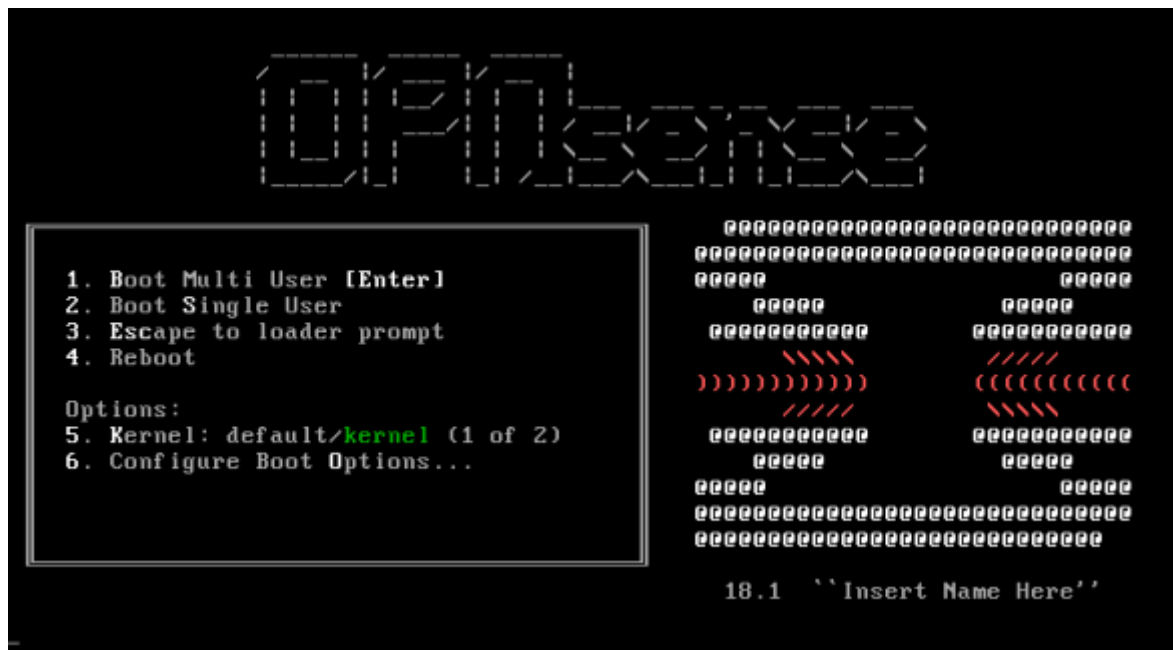 OPNsense
1. Boot Multi User [Enter]
2. Boot Single User
3. Escape to loader prompt
4. Reboot
Options:
5. Kernel: default/kernel (1 of 2)
6. Configure Boot Options...
@@@@@@@@@@@@@@@@@@@@@@@@@@@@
@@@@@@@@@@@@@@@@@@@@@@@@@@@@@@
@@@@@ @@@@@
@@@@@ @@@@@
@@@@@@@@@@@ @@@@@@@@@@@
\\\\\ /////
)))))))))))) (((((((((((
///// \\\\\
@@@@@@@@@@@ @@@@@@@@@@@
@@@@@ @@@@@
@@@@@ @@@@@
@@@@@@@@@@@@@@@@@@@@@@@@@@@@@@
@@@@@@@@@@@@@@@@@@@@@@@@@@@@
18.1 ``Insert Name Here''